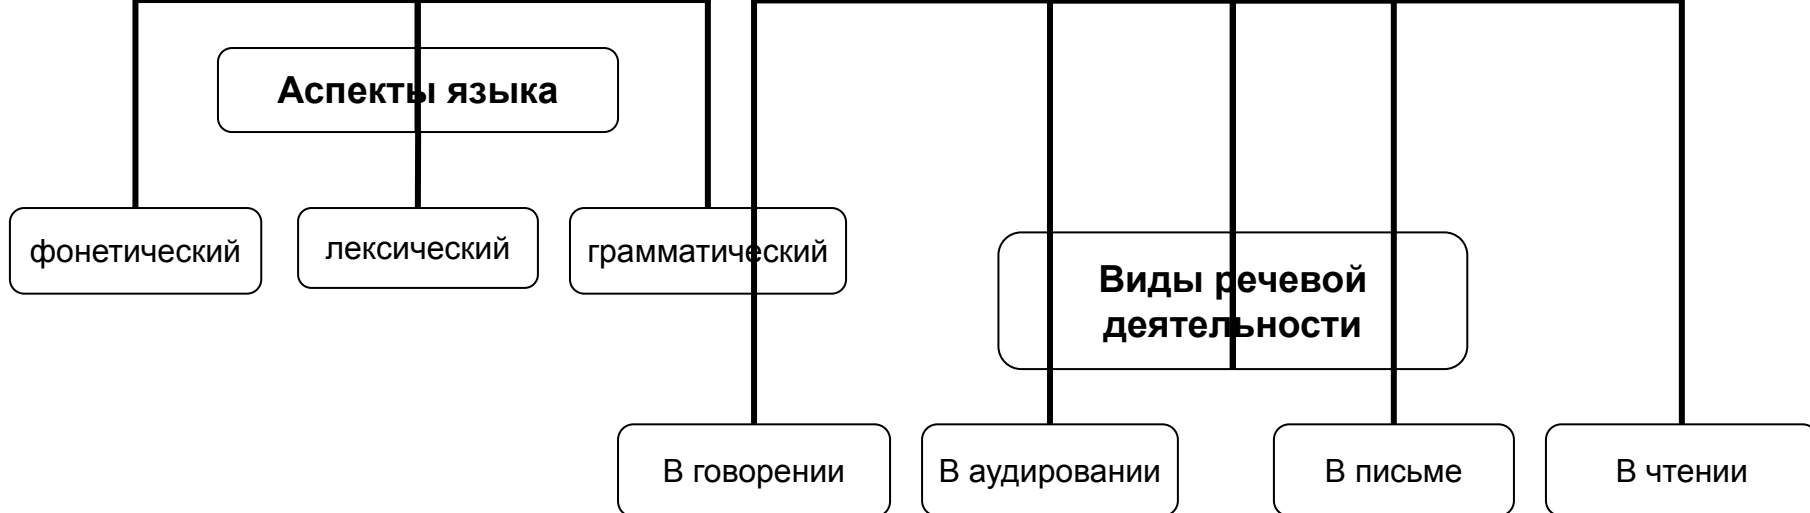 Аспекты языка
фонетический
лексический
грамматический
Виды речевой
деятельности
В говорении
В аудировании
В письме
В чтении